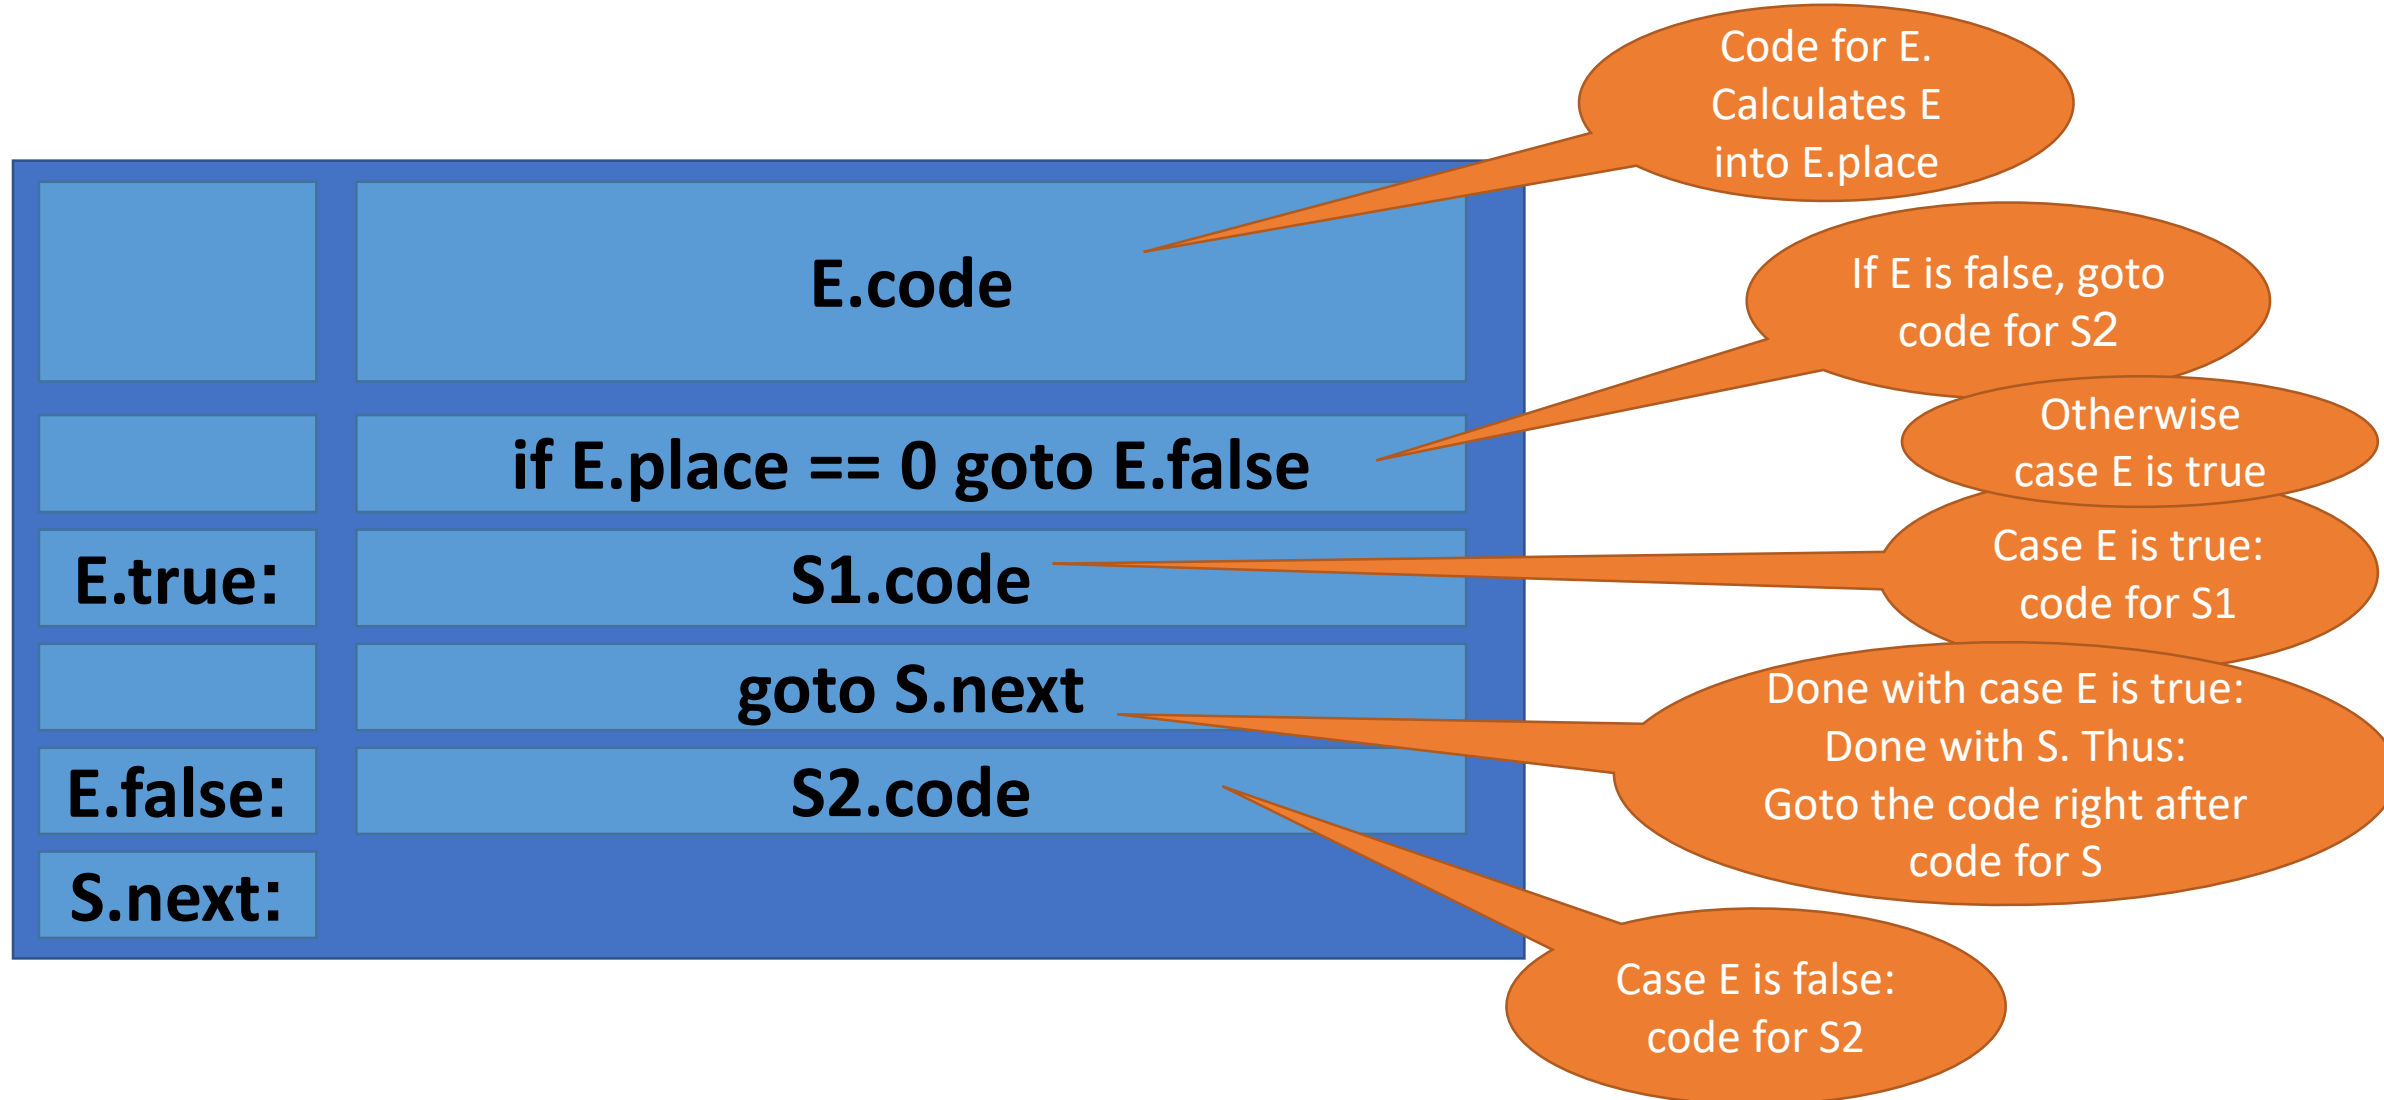 Code for E.
Calculates E
into E.place
E.code
If E is false, goto
code for S2
if E.place == 0 goto E.false
Otherwise
case E is true
E.true:
S1.code
Case E is true:
code for S1
goto S.next
Done with case E is true:
Done with S. Thus:
Goto the code right after
code for S
E.false:
S2.code
S.next:
Case E is false:
code for S2